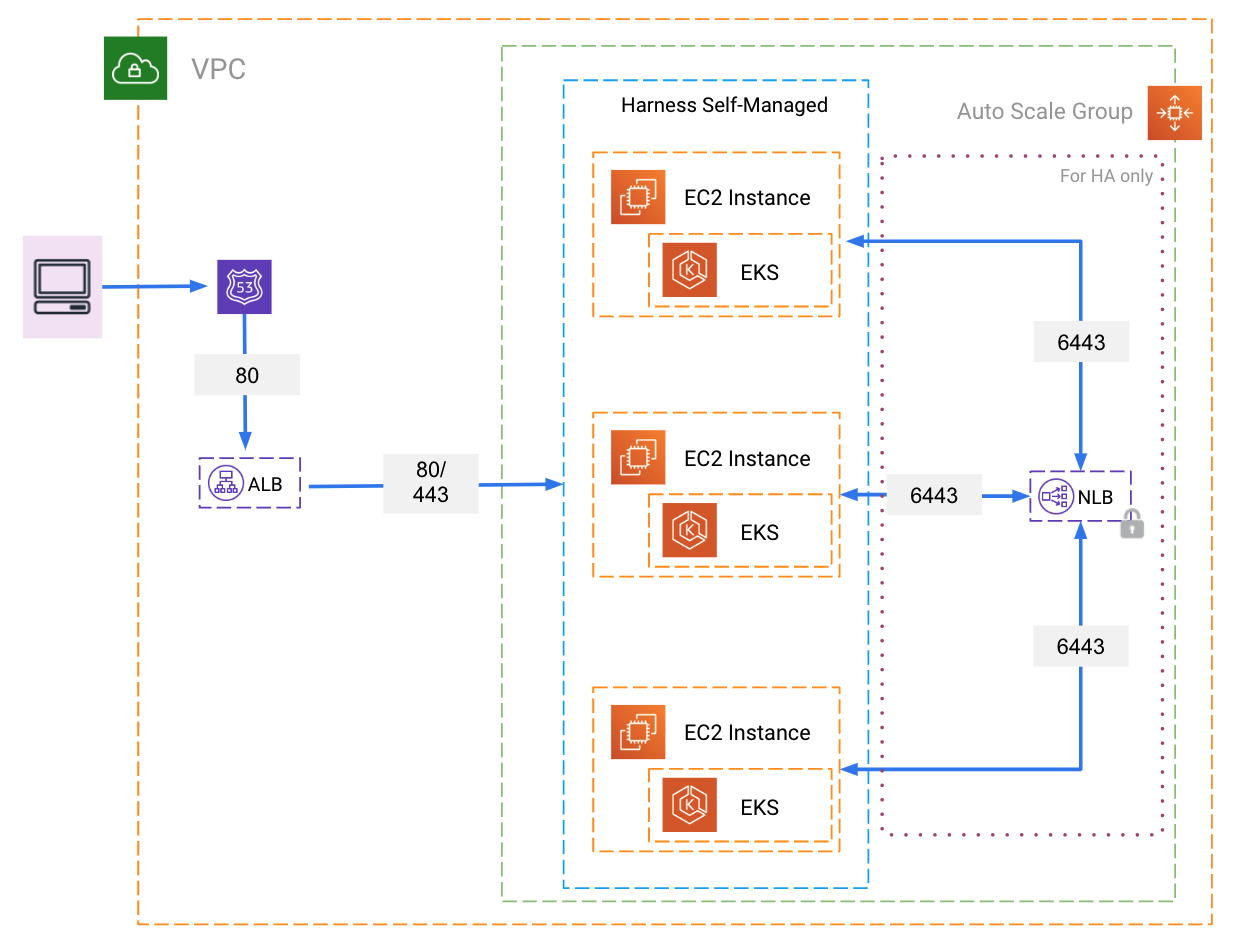 VPC
Harness Self-Managed
Auto Scale Group
For HA only
EC2 Instance
EKS
53
6443
80
EC2 Instance
ALB
80/
443
6443
NLB
EKS
6443
EC2 Instance
EKS